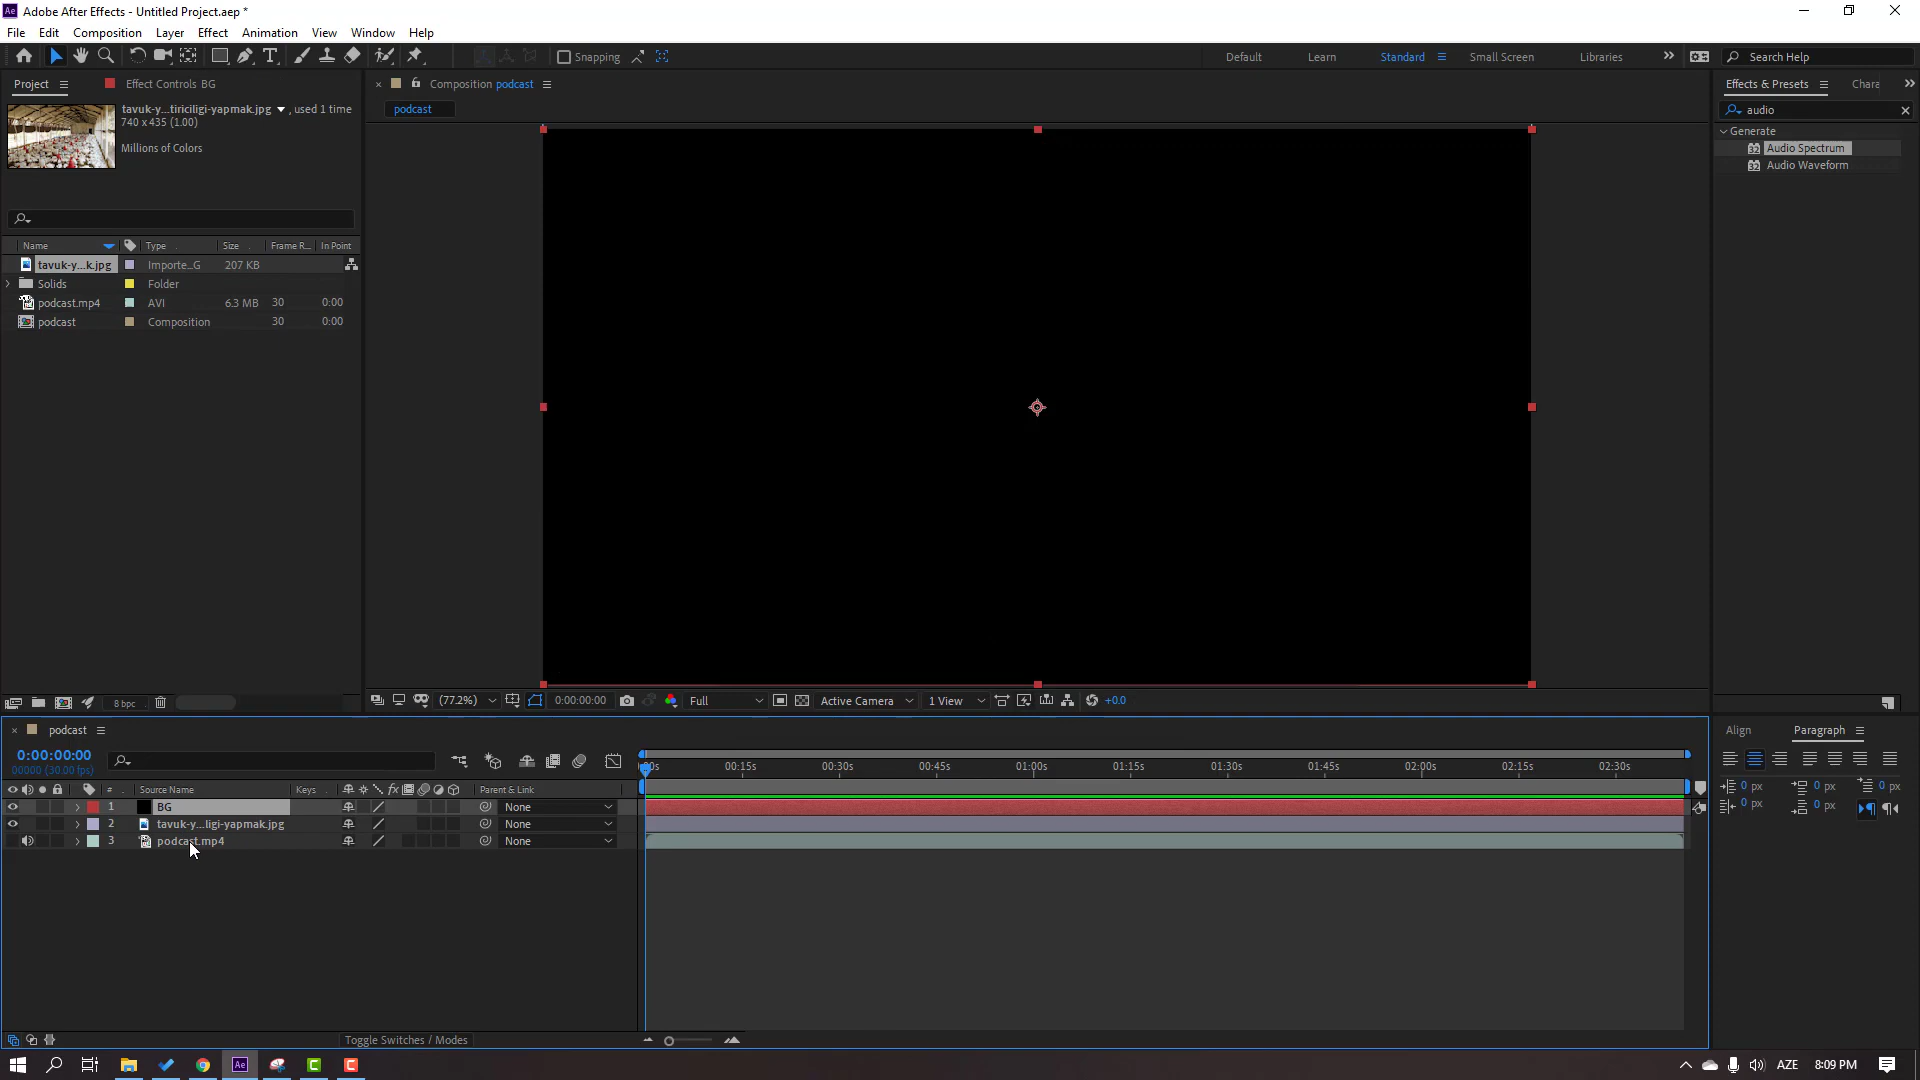 Adobe After Effects - Untitled Project.aep *
File Edit Composition Layer Effect Animation View Window Help
Snapping
Default Learn Standard Small Screen Libraries
Search Help
Project
Effect Controls BG
Composition podcast
podcast
Effects & Presets
Chara
audio
Generate
Audio Spectrum
Audio Waveform
tavuk-y...tiriciligi-yapmak.jpg , used 1 time
740 x 435 (1.00)
Millions of Colors
Name Type Size Frame R... In Point
tavuk-y...k.jpg Importe...G 207 KB
Solids Folder
podcast.mp4 AVI 6.3 MB 30 0:00
podcast Composition 30 0:00
8 bpc
(77.2%) 0:00:00:00 Full Active Camera 1 View +0.0
podcast
0:00:00:00
00000 (30.00 fps)
00:15s 00:30s 00:45s 01:00s 01:15s 01:30s 01:45s 02:00s 02:15s 02:30s
# Source Name Keys fx Parent & Link
1 BG None
2 tavuk-y...ligi-yapmak.jpg None
3 podcast.mp4 None
Toggle Switches / Modes
Align Paragraph
0 px 0 px 0 px
0 px 0 px
AZE 8:09 PM